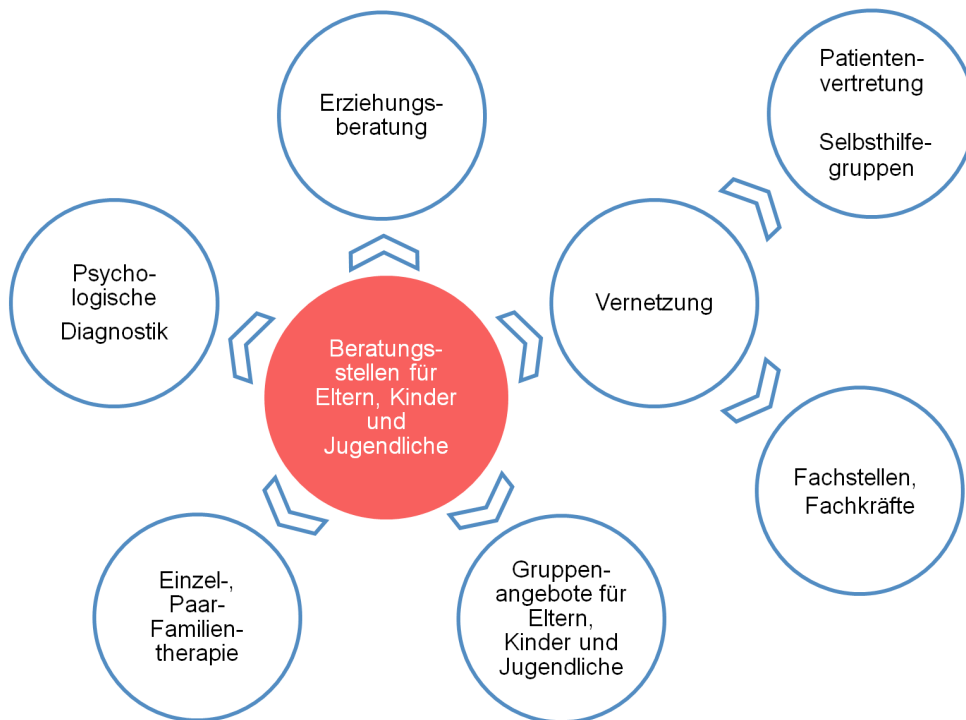 Erziehungs-
beratung
Patienten-
vertretung
Selbsthilfe-
gruppen
Psycho-
logische
Diagnostik
Vernetzung
Beratungs-
stellen für
Eltern, Kinder
und
Jugendliche
Fachstellen,
Fachkräfte
Einzel-,
Paar-
Familien-
therapie
Gruppen-
angebote für
Eltern,
Kinder und
Jugendliche